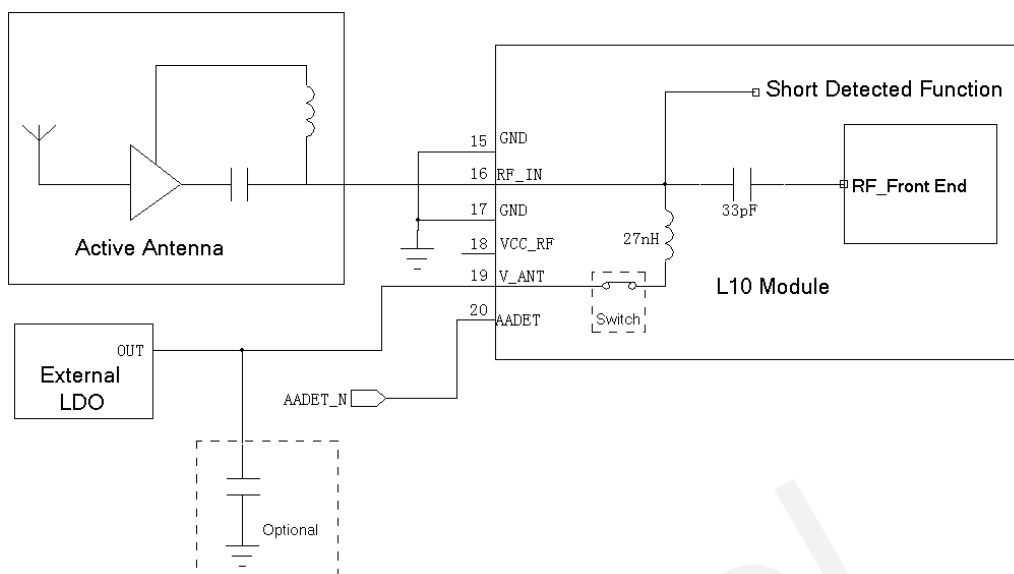 Active Antenna
15 GND
16 RF_IN
17 GND
18 VCC_RF
19 V_ANT
20 AADET
Short Detected Function
RF_Front End
33pF
27nH
Switch
L10 Module
OUT
External
LDO
AADET_N
Optional